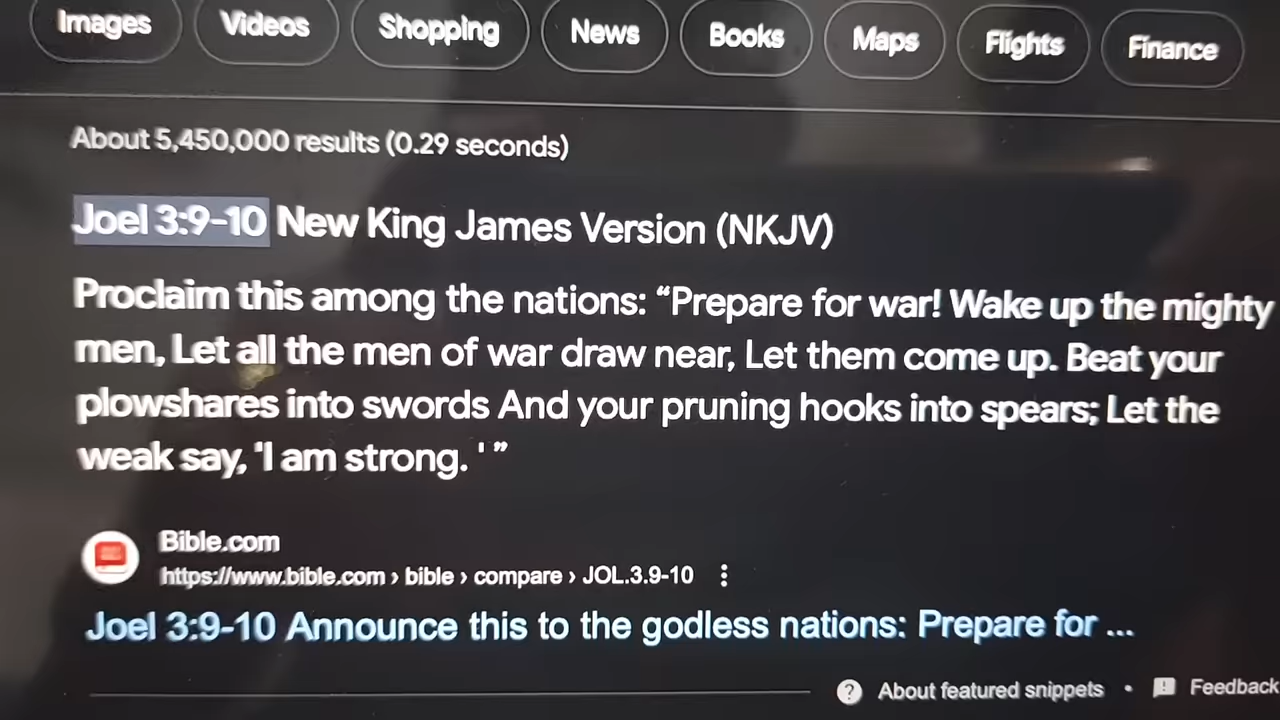 Images Videos Shopping News Books Maps Flights Finance
About 5,450,000 results (0.29 seconds)
Joel 3:9-10 New King James Version (NKJV)
Proclaim this among the nations: “Prepare for war! Wake up the mighty
men, Let all the men of war draw near, Let them come up. Beat your
plowshares into swords And your pruning hooks into spears; Let the
weak say, 'I am strong. ' ”
Bible.com
https://www.bible.com › bible › compare › JOL.3.9-10
Joel 3:9-10 Announce this to the godless nations: Prepare for ...
About featured snippets • Feedback